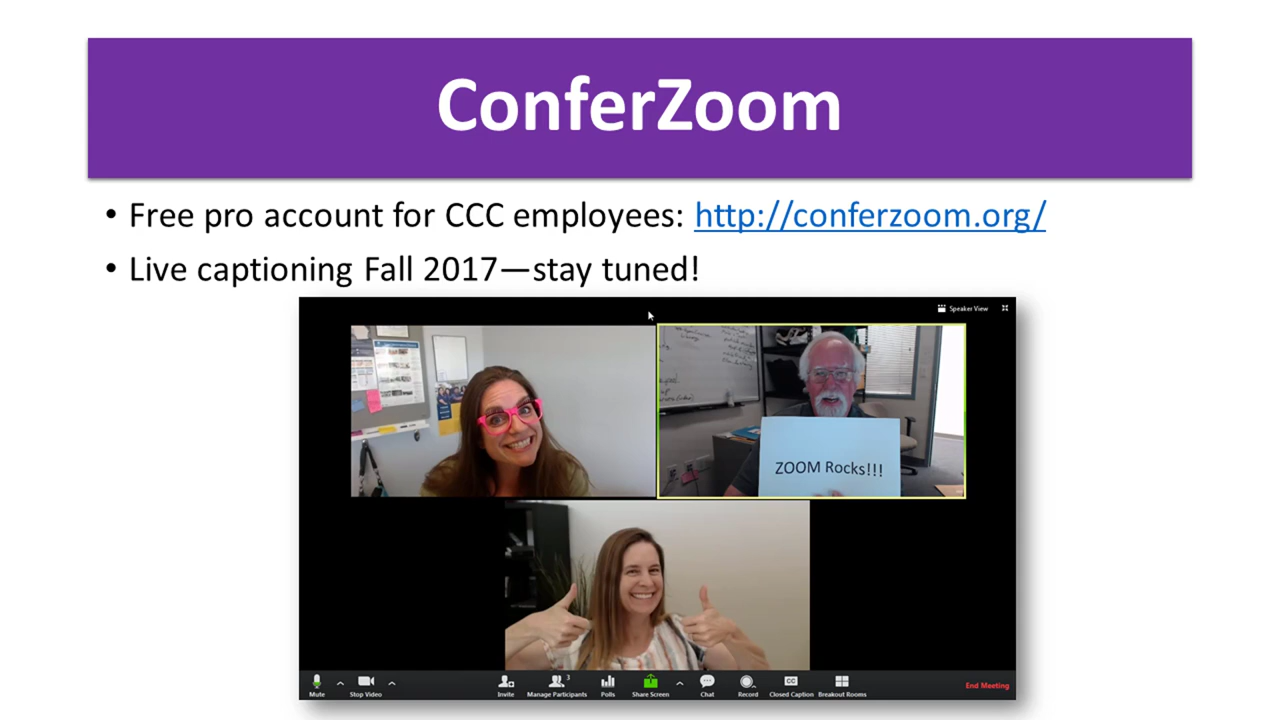 ConferZoom
• Free pro account for CCC employees: http://conferzoom.org/
• Live captioning Fall 2017—stay tuned!
Speaker View
ZOOM Rocks!!!
3
Mute Stop Video Invite Manage Participants Polls Share Screen Chat Record Closed Caption Breakout Rooms End Meeting